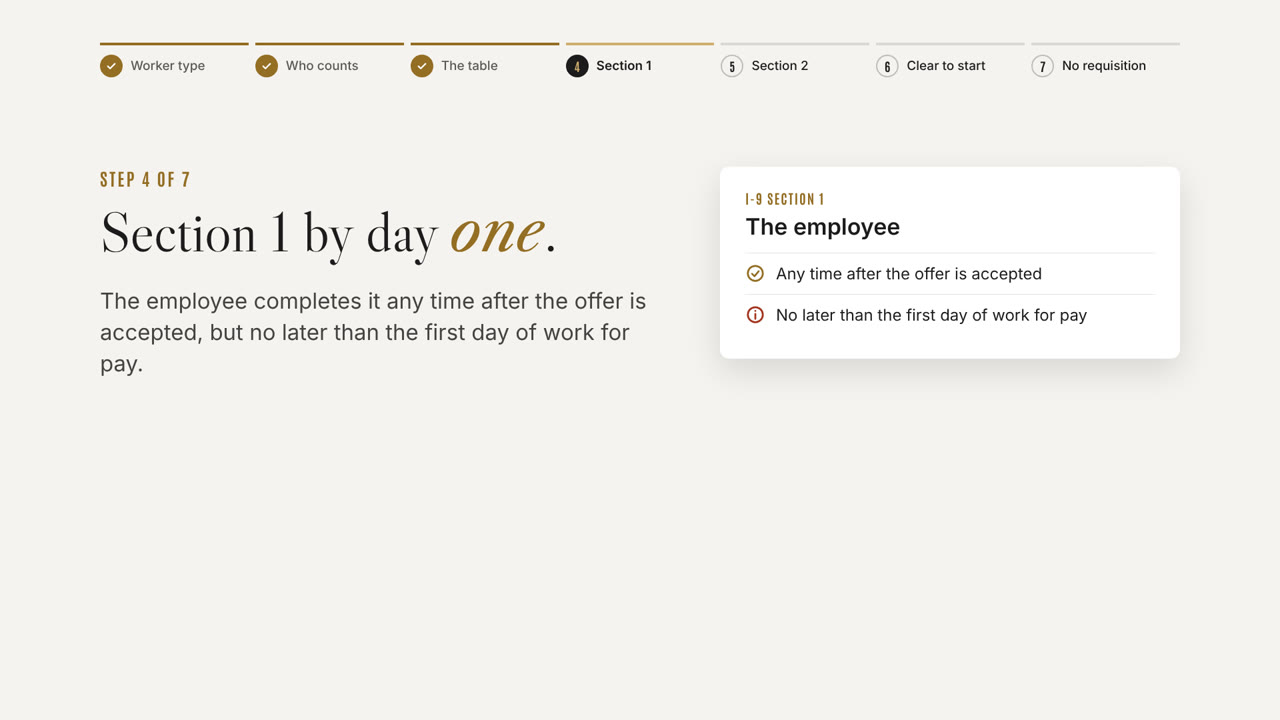 Worker type
Who counts
The table
4 Section 1
5 Section 2
6 Clear to start
7 No requisition
STEP 4 OF 7
Section 1 by day one.
The employee completes it any time after the offer is
accepted, but no later than the first day of work for
pay.
I-9 SECTION 1
The employee
Any time after the offer is accepted
No later than the first day of work for pay